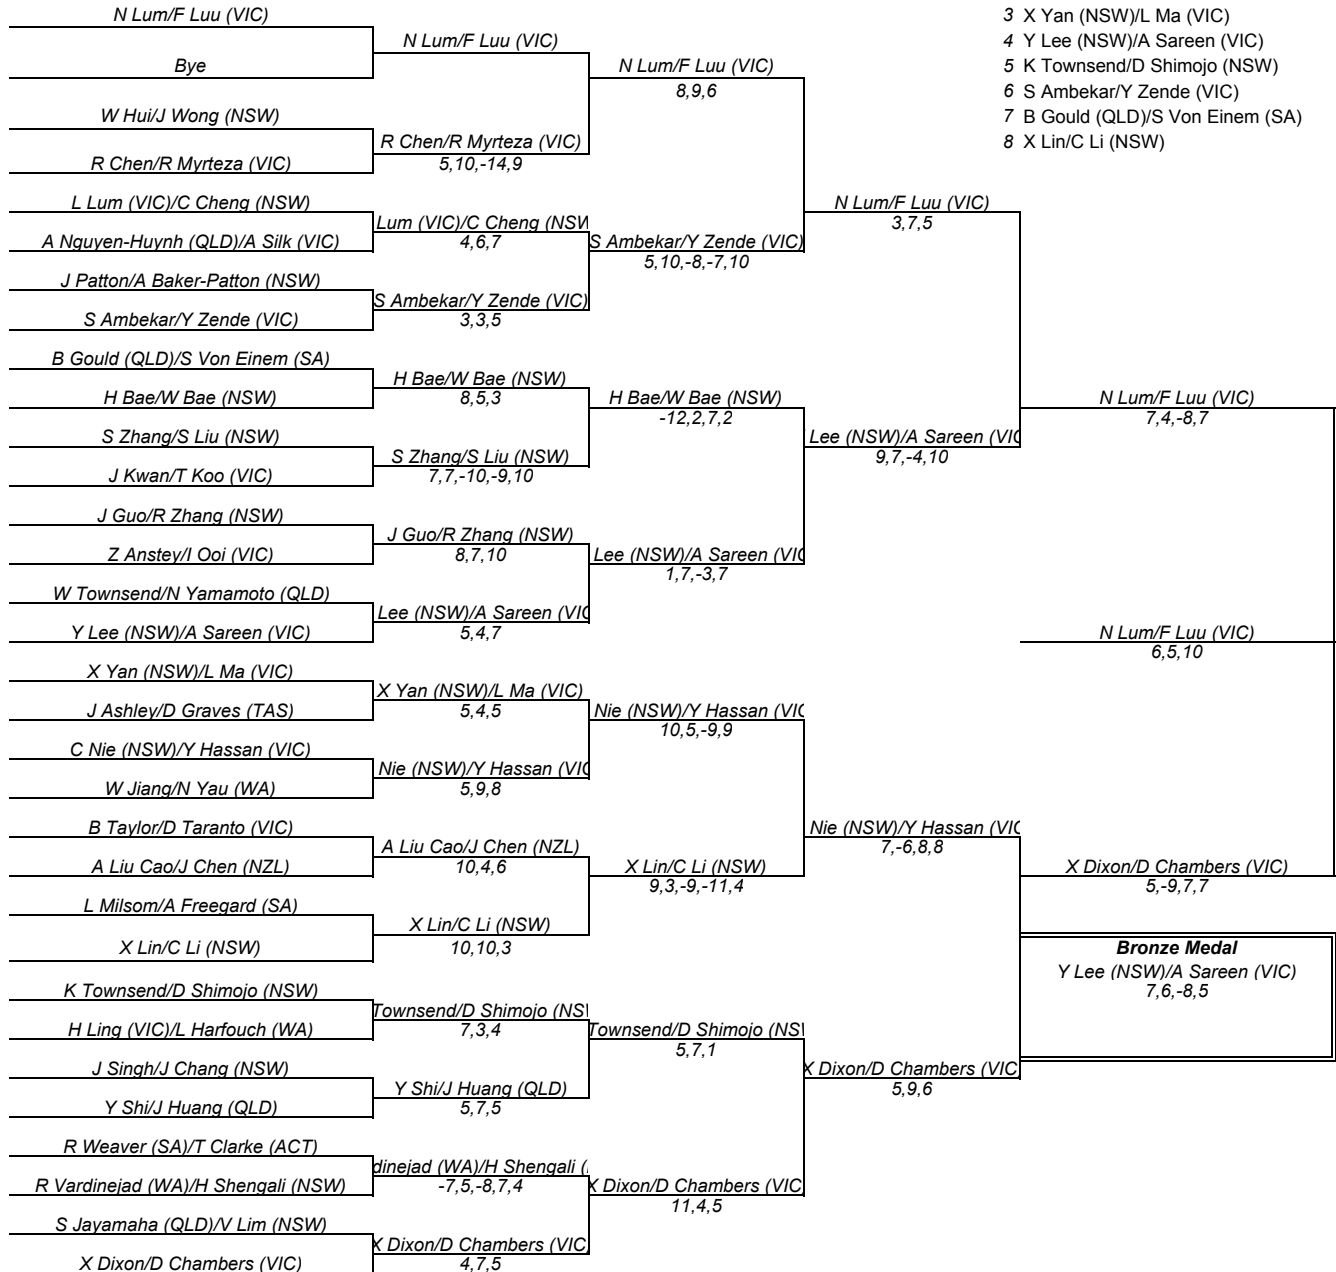 N Lum/F Luu (VIC)
Bye
W Hui/J Wong (NSW)
R Chen/R Myrteza (VIC)
L Lum (VIC)/C Cheng (NSW)
A Nguyen-Huynh (QLD)/A Silk (VIC)
J Patton/A Baker-Patton (NSW)
S Ambekar/Y Zende (VIC)
B Gould (QLD)/S Von Einem (SA)
H Bae/W Bae (NSW)
S Zhang/S Liu (NSW)
J Kwan/T Koo (VIC)
J Guo/R Zhang (NSW)
Z Anstey/I Ooi (VIC)
W Townsend/N Yamamoto (QLD)
Y Lee (NSW)/A Sareen (VIC)
X Yan (NSW)/L Ma (VIC)
J Ashley/D Graves (TAS)
C Nie (NSW)/Y Hassan (VIC)
W Jiang/N Yau (WA)
B Taylor/D Taranto (VIC)
A Liu Cao/J Chen (NZL)
L Milsom/A Freegard (SA)
X Lin/C Li (NSW)
K Townsend/D Shimojo (NSW)
H Ling (VIC)/L Harfouch (WA)
J Singh/J Chang (NSW)
Y Shi/J Huang (QLD)
R Weaver (SA)/T Clarke (ACT)
R Vardinejad (WA)/H Shengali (NSW)
S Jayamaha (QLD)/V Lim (NSW)
X Dixon/D Chambers (VIC)
N Lum/F Luu (VIC)
R Chen/R Myrteza (VIC)
5,10,-14,9
Lum (VIC)/C Cheng (NSW
4,6,7
S Ambekar/Y Zende (VIC)
3,3,5
H Bae/W Bae (NSW)
8,5,3
S Zhang/S Liu (NSW)
7,7,-10,-9,10
J Guo/R Zhang (NSW)
8,7,10
Lee (NSW)/A Sareen (VIC
5,4,7
X Yan (NSW)/L Ma (VIC)
5,4,5
Nie (NSW)/Y Hassan (VIC
5,9,8
A Liu Cao/J Chen (NZL)
10,4,6
X Lin/C Li (NSW)
10,10,3
Townsend/D Shimojo (NSW
7,3,4
Y Shi/J Huang (QLD)
5,7,5
dinejad (WA)/H Shengali (
-7,5,-8,7,4
X Dixon/D Chambers (VIC
4,7,5
N Lum/F Luu (VIC)
8,9,6
S Ambekar/Y Zende (VIC)
5,10,-8,-7,10
H Bae/W Bae (NSW)
-12,2,7,2
Lee (NSW)/A Sareen (VIC
1,7,-3,7
Nie (NSW)/Y Hassan (VIC
10,5,-9,9
X Lin/C Li (NSW)
9,3,-9,-11,4
Townsend/D Shimojo (NSW
5,7,1
X Dixon/D Chambers (VIC
11,4,5
N Lum/F Luu (VIC)
3,7,5
Lee (NSW)/A Sareen (VIC
9,7,-4,10
Nie (NSW)/Y Hassan (VIC
7,-6,8,8
X Dixon/D Chambers (VIC
5,9,6
3 X Yan (NSW)/L Ma (VIC)
4 Y Lee (NSW)/A Sareen (VIC)
5 K Townsend/D Shimojo (NSW)
6 S Ambekar/Y Zende (VIC)
7 B Gould (QLD)/S Von Einem (SA)
8 X Lin/C Li (NSW)
N Lum/F Luu (VIC)
7,4,-8,7
N Lum/F Luu (VIC)
6,5,10
X Dixon/D Chambers (VIC)
5,-9,7,7
Bronze Medal
Y Lee (NSW)/A Sareen (VIC)
7,6,-8,5